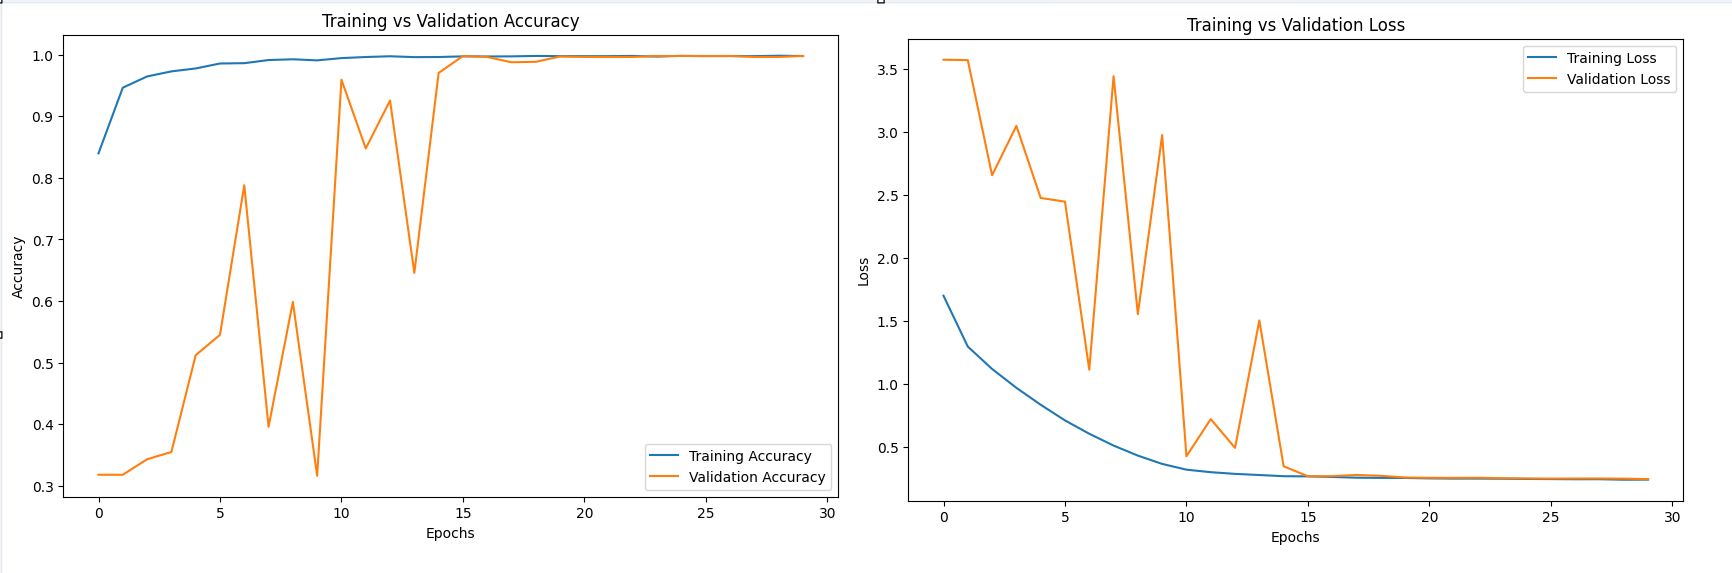 Training vs Validation Accuracy
1.0
0.9
0.8
0.7
0.6
0.5
0.4
0.3
Accuracy
0 5 10 15 20 25 30
Epochs
Training Accuracy
Validation Accuracy
Training vs Validation Loss
3.5
3.0
2.5
2.0
1.5
1.0
0.5
Loss
0 5 10 15 20 25 30
Epochs
Training Loss
Validation Loss